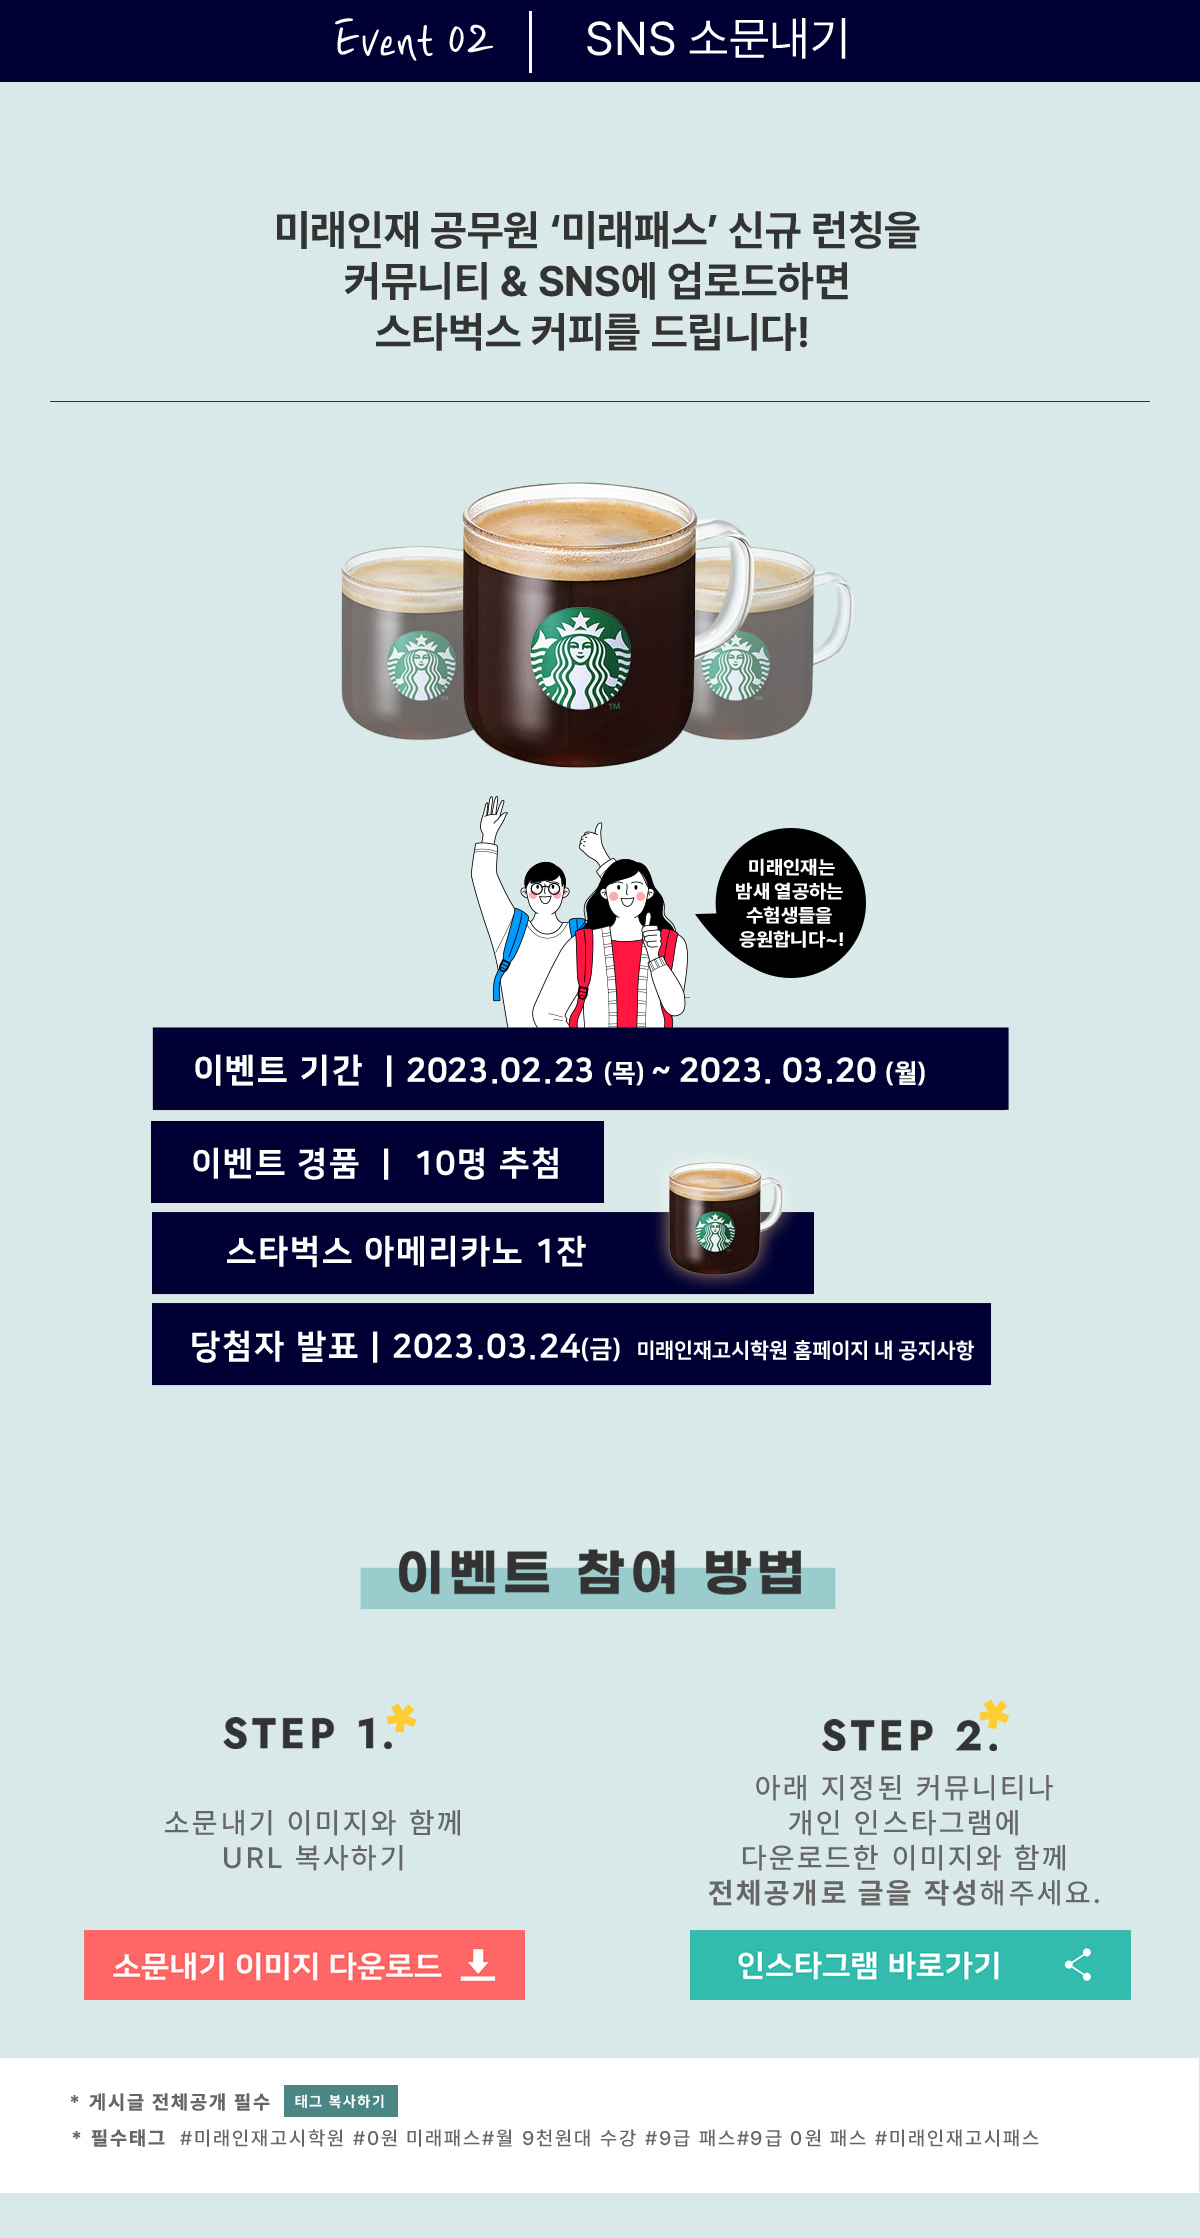 Event 02 | SNS 소문내기
미래인재 공무원 ‘미래패스’ 신규 런칭을
커뮤니티 & SNS에 업로드하면
스타벅스 커피를 드립니다!
TM
미래인재는
밤새 열공하는
수험생들을
응원합니다~!
이벤트 기간 | 2023.02.23 (목) ~ 2023. 03.20 (월)
이벤트 경품 | 10명 추첨
스타벅스 아메리카노 1잔
당첨자 발표 | 2023.03.24(금) 미래인재고시학원 홈페이지 내 공지사항
이벤트 참여 방법
STEP 1.*
소문내기 이미지와 함께
URL 복사하기
소문내기 이미지 다운로드
STEP 2.*
아래 지정된 커뮤니티나
개인 인스타그램에
다운로드한 이미지와 함께
전체공개로 글을 작성해주세요.
인스타그램 바로가기
* 게시글 전체공개 필수 태그 복사하기
* 필수태그 #미래인재고시학원 #0원 미래패스#월 9천원대 수강 #9급 패스#9급 0원 패스 #미래인재고시패스